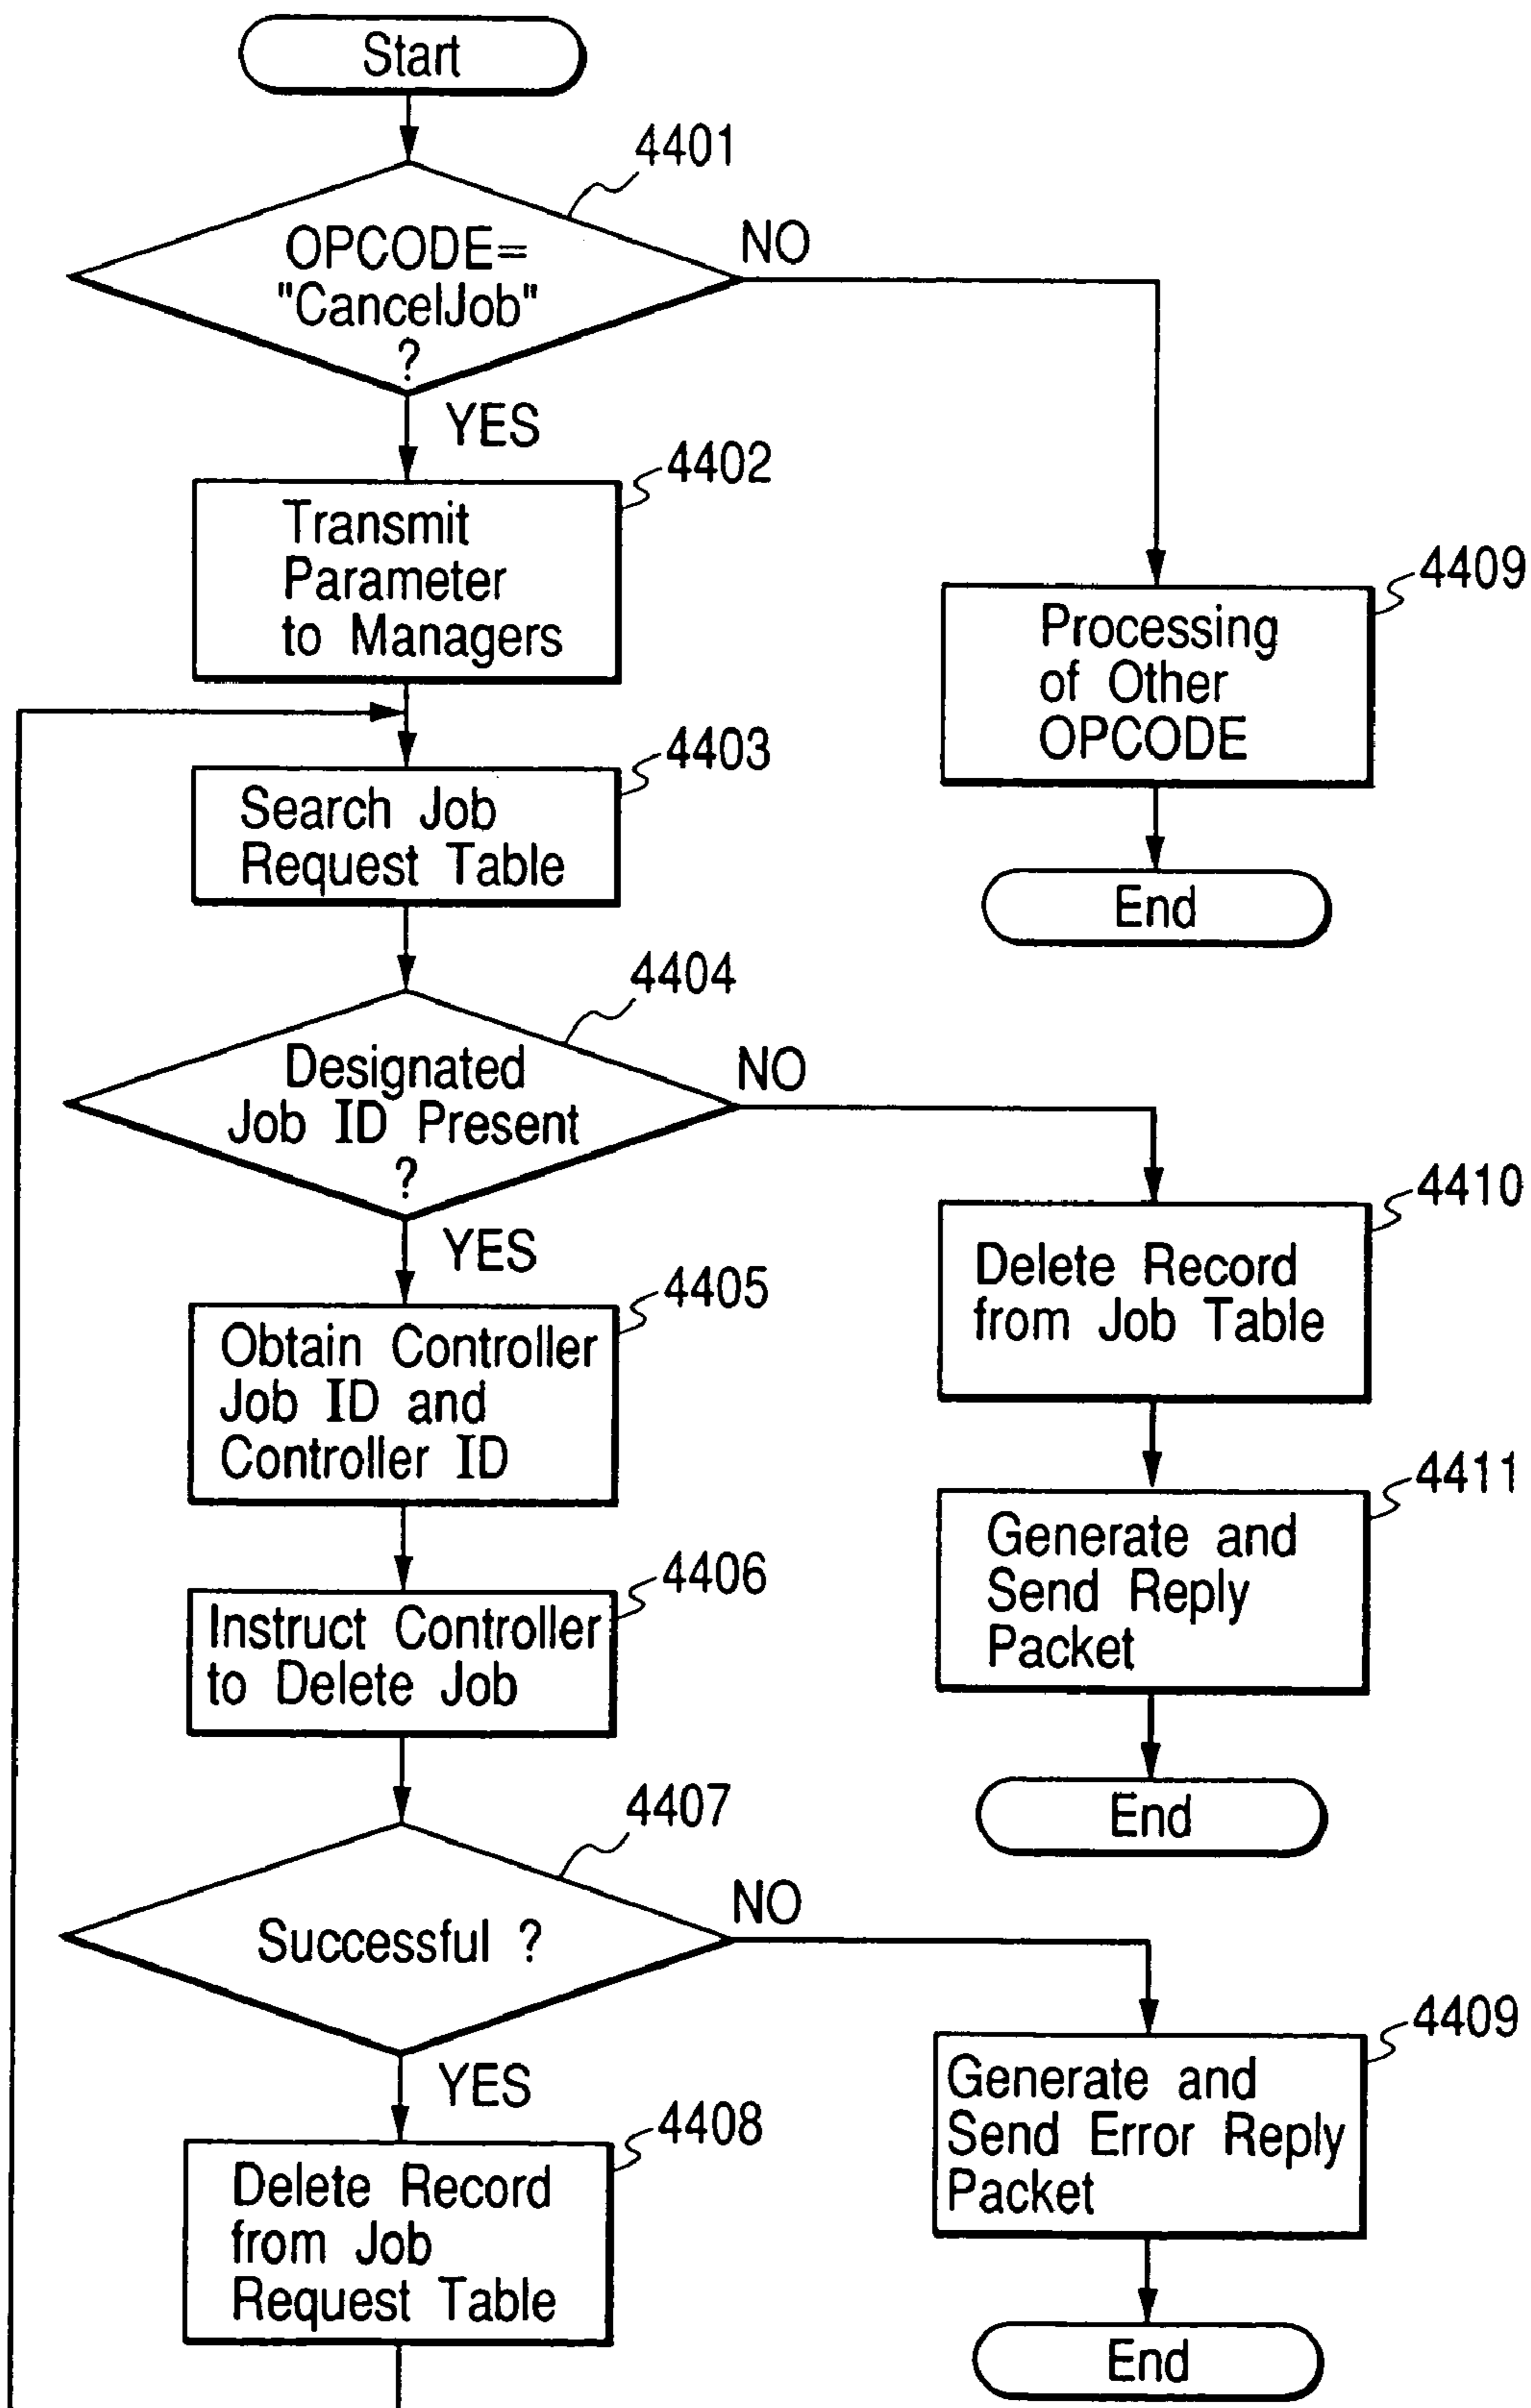 Start
4401
OPCODE=
"CancelJob"
?
NO
YES
4402
Transmit
Parameter
to Managers
4409
Processing
of Other
OPCODE
End
4403
Search Job
Request Table
4404
Designated
Job ID Present
?
NO
YES
4410
Delete Record
from Job Table
4405
Obtain Controller
Job ID and
Controller ID
4411
Generate and
Send Reply
Packet
End
4406
Instruct Controller
to Delete Job
4407
Successful ?
NO
YES
4409
Generate and
Send Error Reply
Packet
End
4408
Delete Record
from Job
Request Table